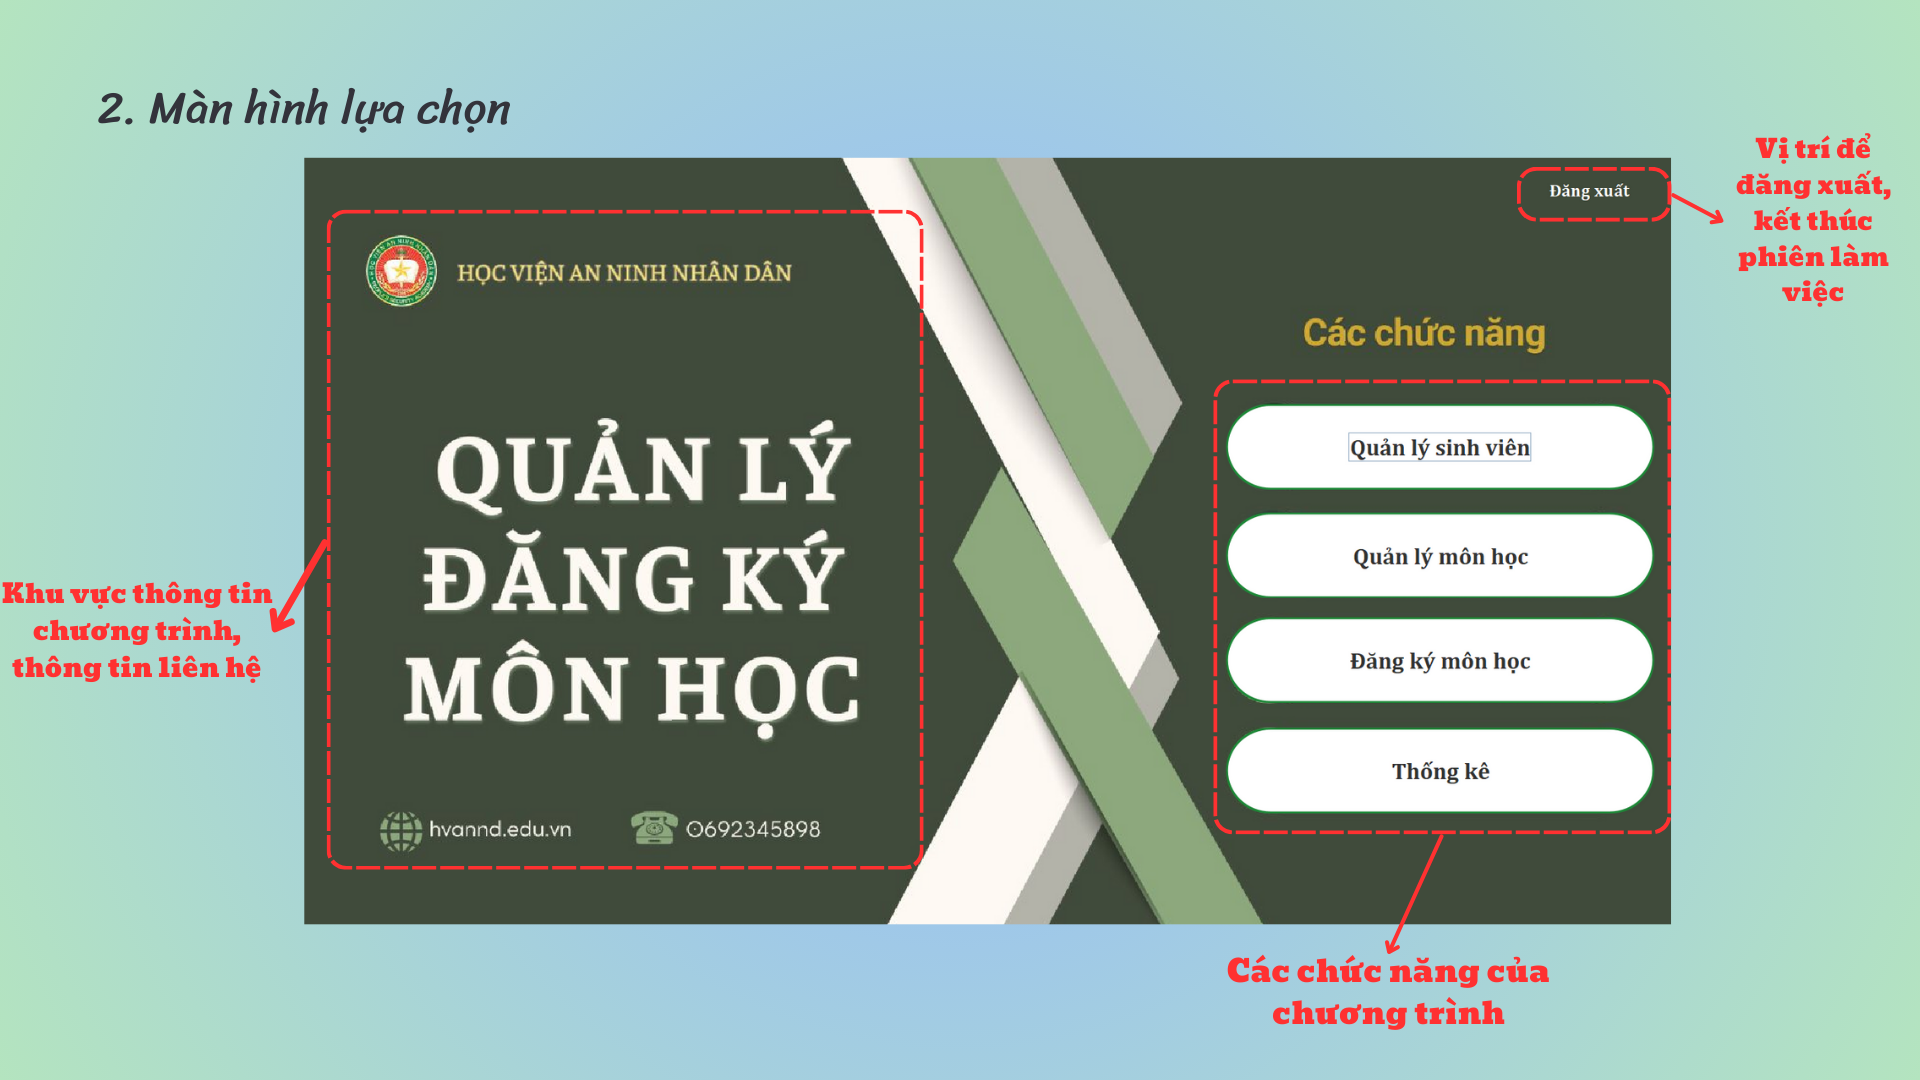 2. Màn hình lựa chọn
Đăng xuất
Vị trí để
đăng xuất,
kết thúc
phiên làm
việc
HỌC VIỆN AN NINH NHÂN DÂN
QUẢN LÝ
ĐĂNG KÝ
MÔN HỌC
hvannd.edu.vn
0692345898
Khu vực thông tin
chương trình,
thông tin liên hệ
Các chức năng
Quản lý sinh viên
Quản lý môn học
Đăng ký môn học
Thống kê
Các chức năng của
chương trình